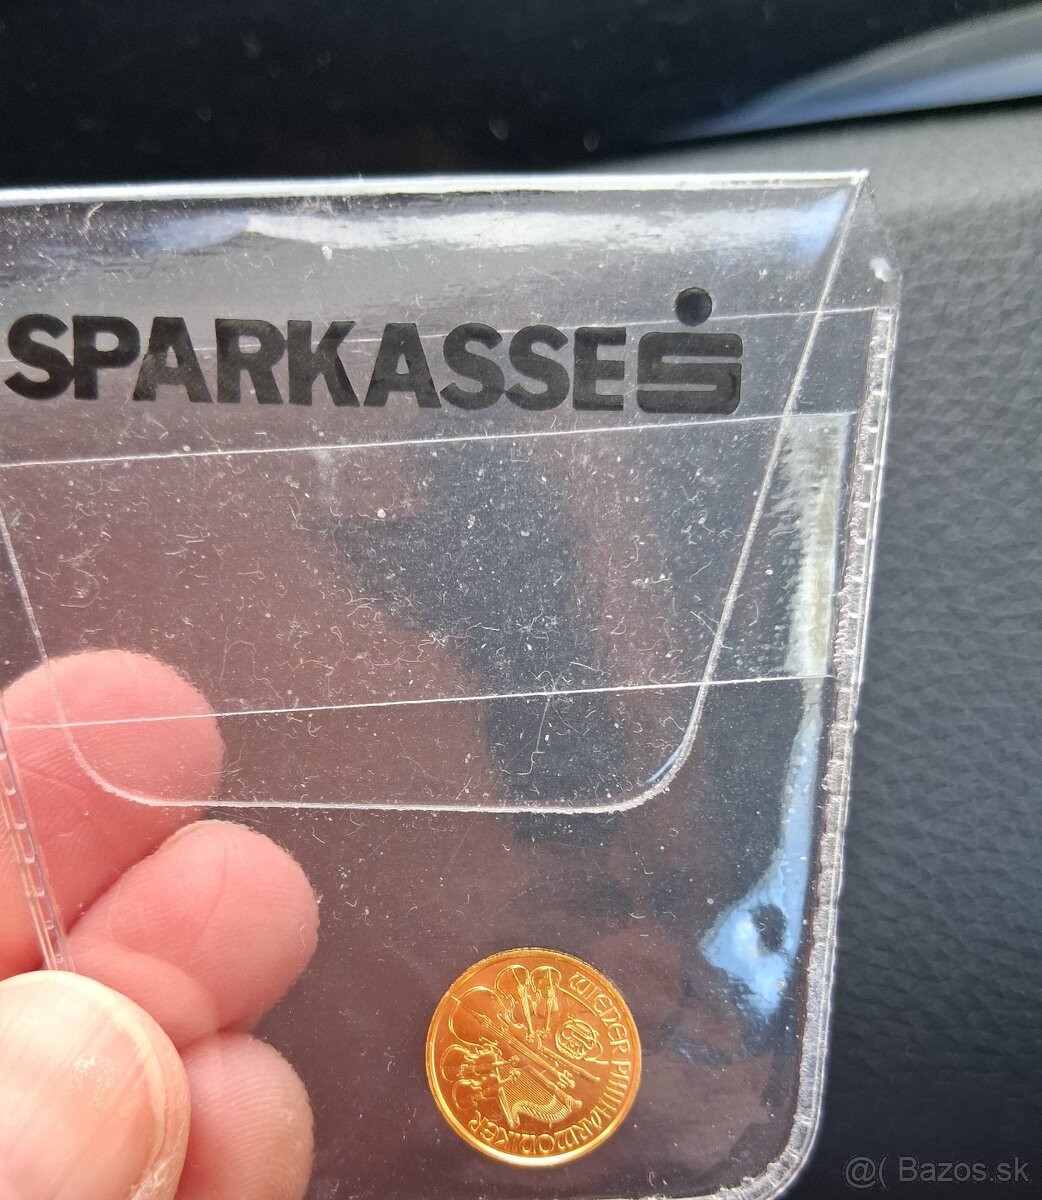 SPARKASSE
WIENER PHILHARMONIKER
@( Bazos.sk